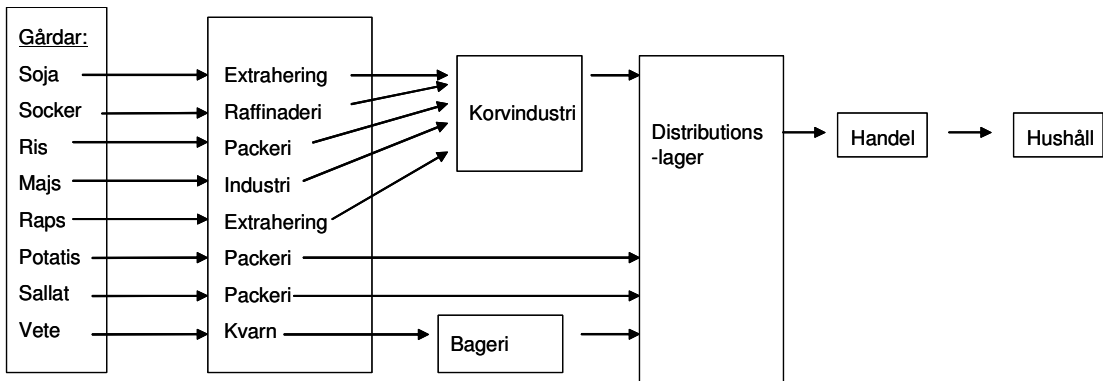 Gårdar:
Soja
Socker
Ris
Majs
Raps
Potatis
Sallat
Vete
Extrahering
Raffinaderi
Packeri
Industri
Extrahering
Packeri
Packeri
Kvarn
Korvindustri
Bageri
Distributions
-lager
Handel
Hushåll